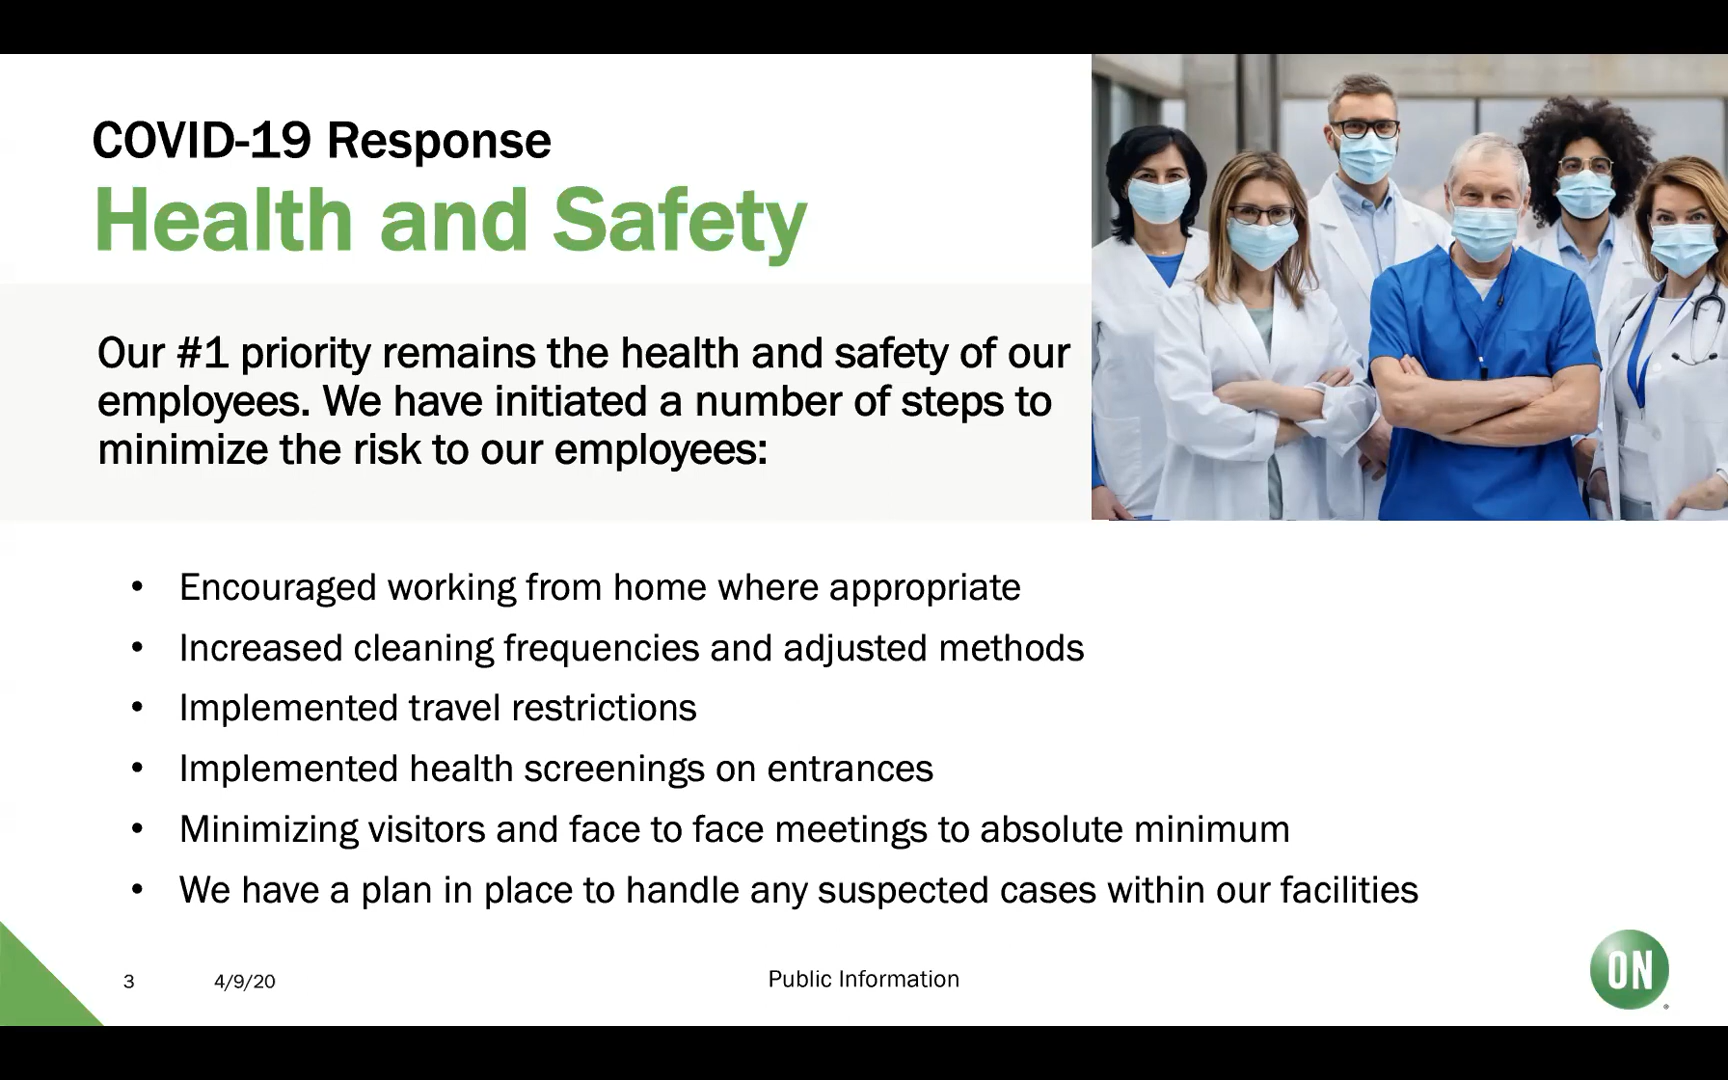 COVID-19 Response
Health and Safety
Our #1 priority remains the health and safety of our
employees. We have initiated a number of steps to
minimize the risk to our employees:
• Encouraged working from home where appropriate
• Increased cleaning frequencies and adjusted methods
• Implemented travel restrictions
• Implemented health screenings on entrances
• Minimizing visitors and face to face meetings to absolute minimum
• We have a plan in place to handle any suspected cases within our facilities
3 4/9/20 Public Information
ON
®